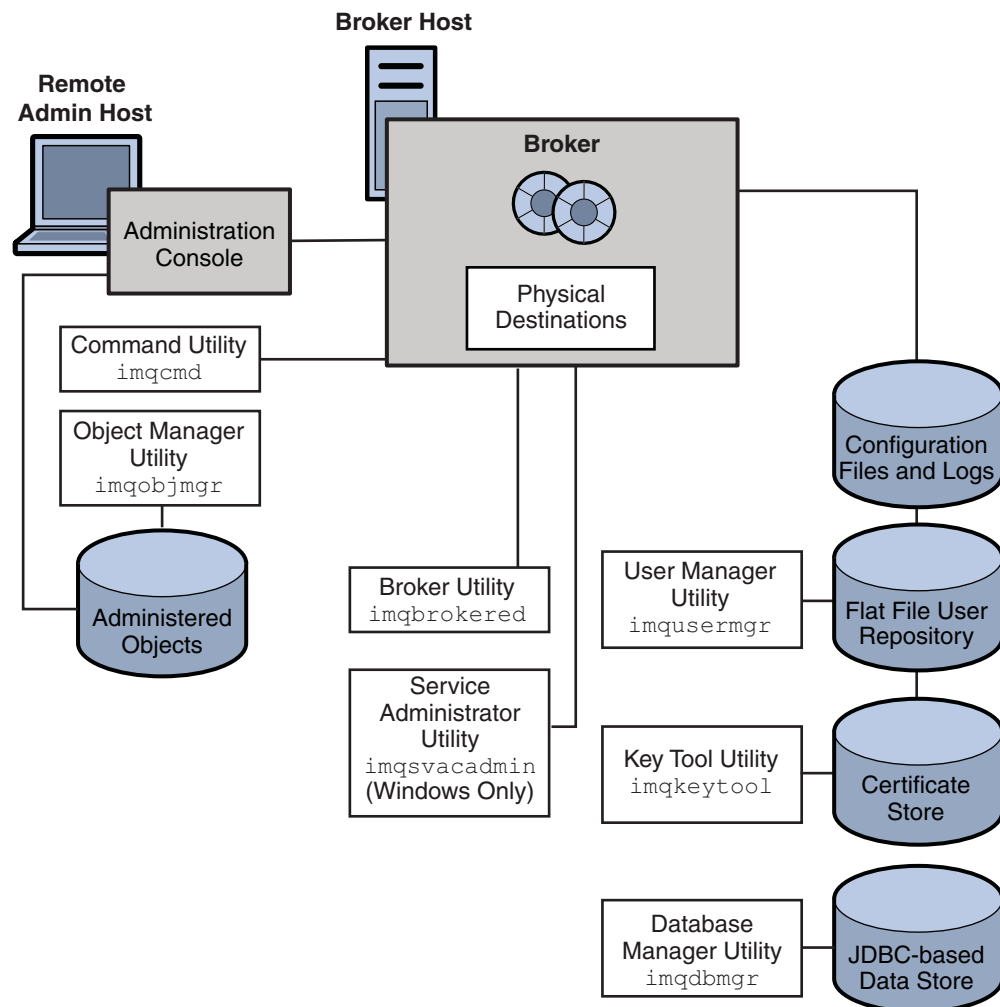 Broker Host
Remote
Admin Host
Broker
Administration
Console
Physical
Destinations
Command Utility
imqcmd
Object Manager
Utility
imqobjmgr
Configuration
Files and Logs
Administered
Objects
Broker Utility
imqbrokered
User Manager
Utility
imqusermgr
Flat File User
Repository
Service
Administrator
Utility
imqsvacadmin
(Windows Only)
Key Tool Utility
imqkeytool
Certificate
Store
Database
Manager Utility
imqdbmgr
JDBC-based
Data Store